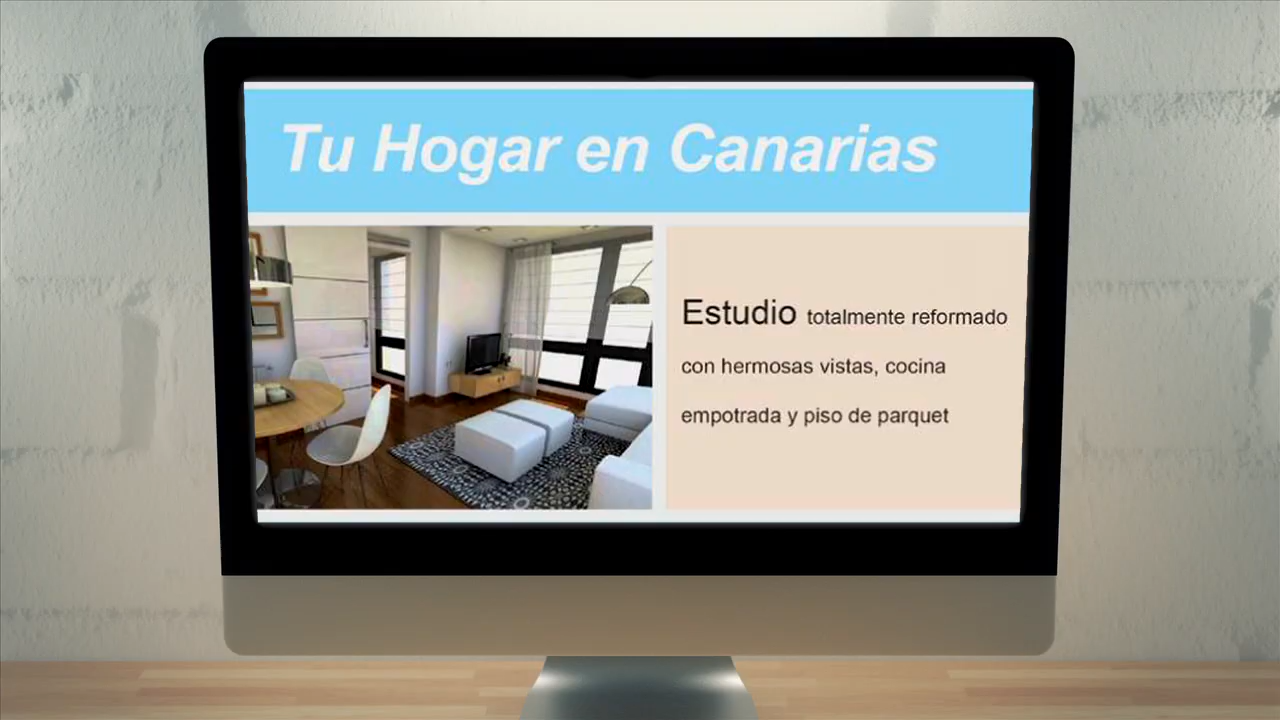 Tu Hogar en Canarias
Estudio totalmente reformado
con hermosas vistas, cocina
empotrada y piso de parquet